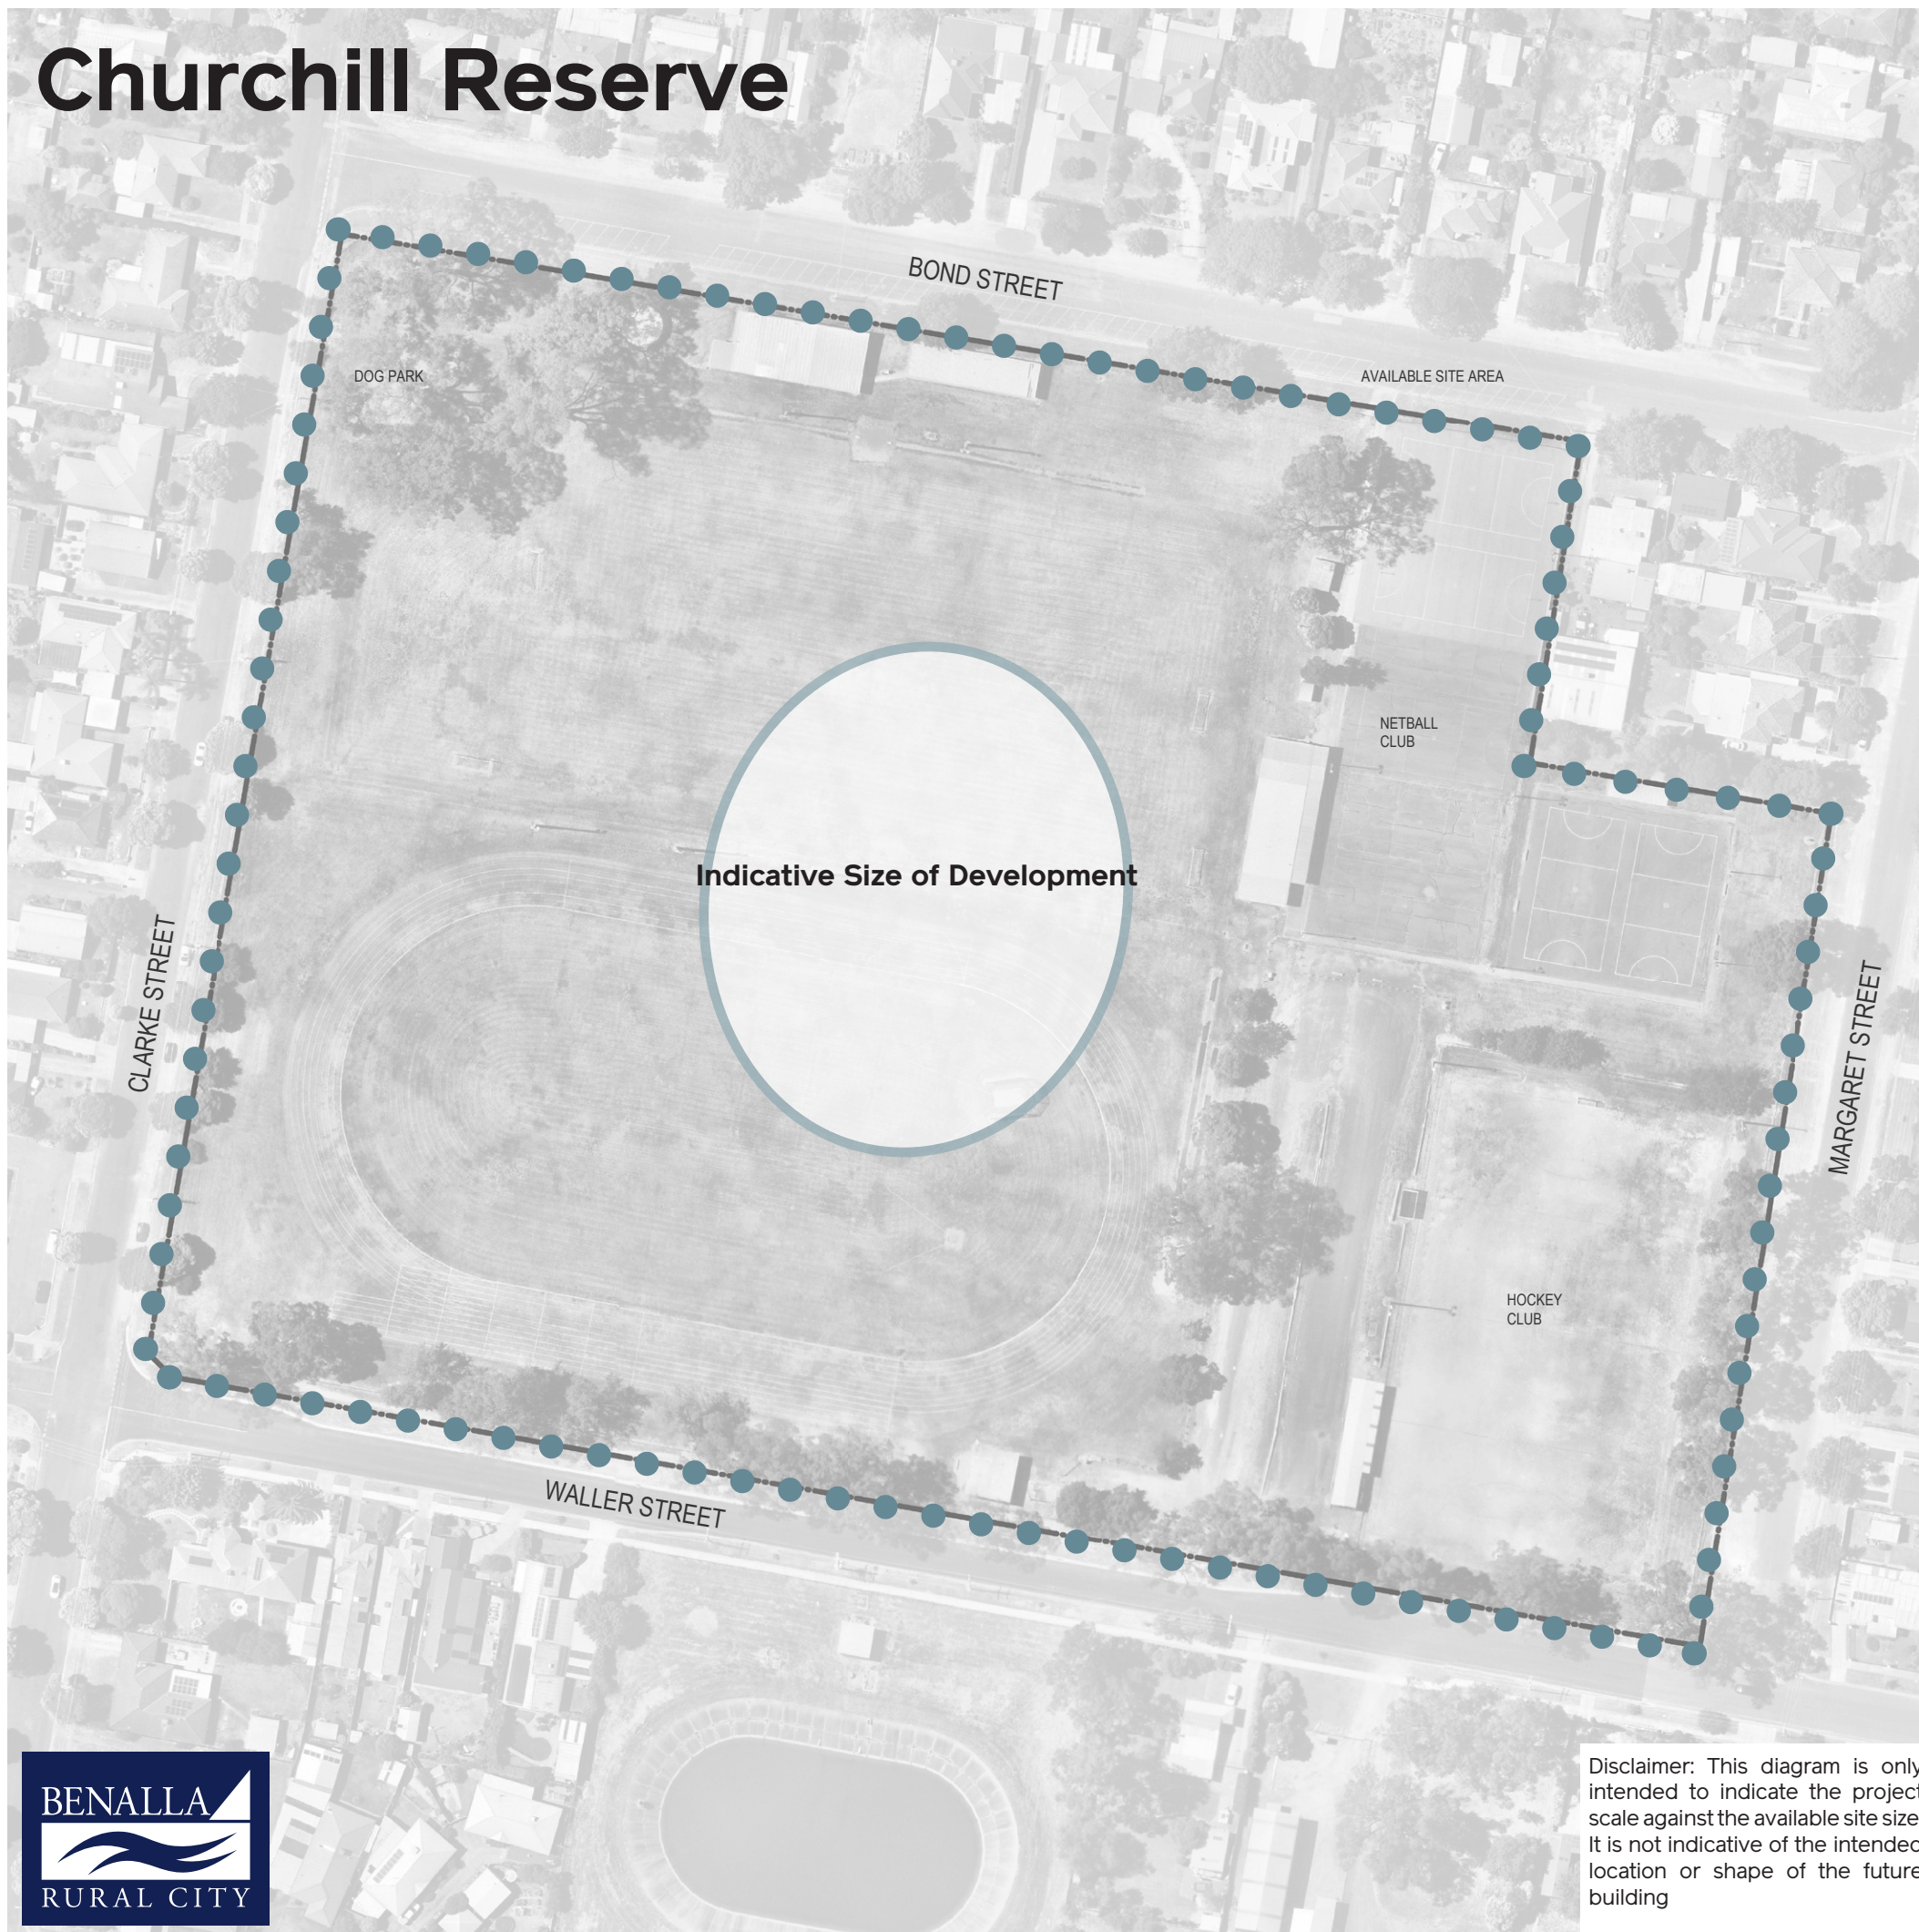 Churchill Reserve
BOND STREET
DOG PARK
AVAILABLE SITE AREA
NETBALL
CLUB
Indicative Size of Development
CLARKE STREET
MARGARET STREET
HOCKEY
CLUB
WALLER STREET
BENALLA
RURAL CITY
Disclaimer: This diagram is only
intended to indicate the project
scale against the available site size
It is not indicative of the intended
location or shape of the future
building